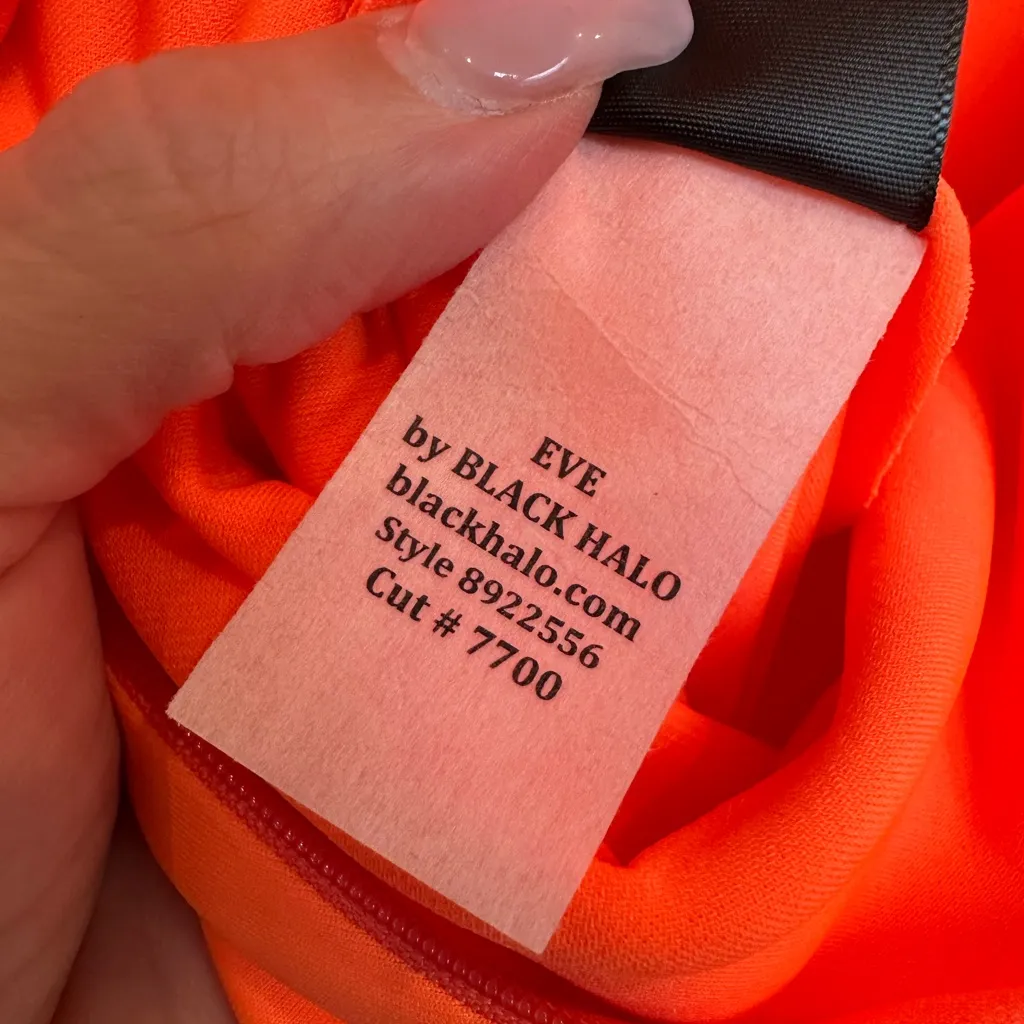 EVE
by BLACK HALO
blackhalo.com
Style 8922556
Cut # 7700